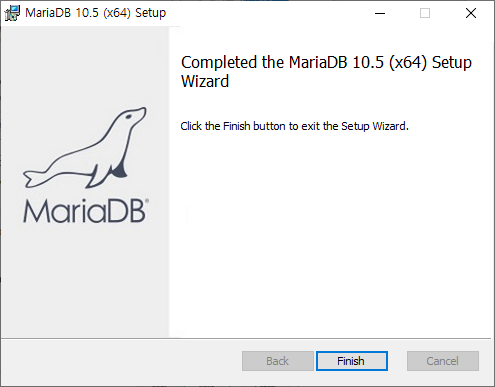 MariaDB 10.5 (x64) Setup
Completed the MariaDB 10.5 (x64) Setup
Wizard
Click the Finish button to exit the Setup Wizard.
MariaDB®
Back
Finish
Cancel